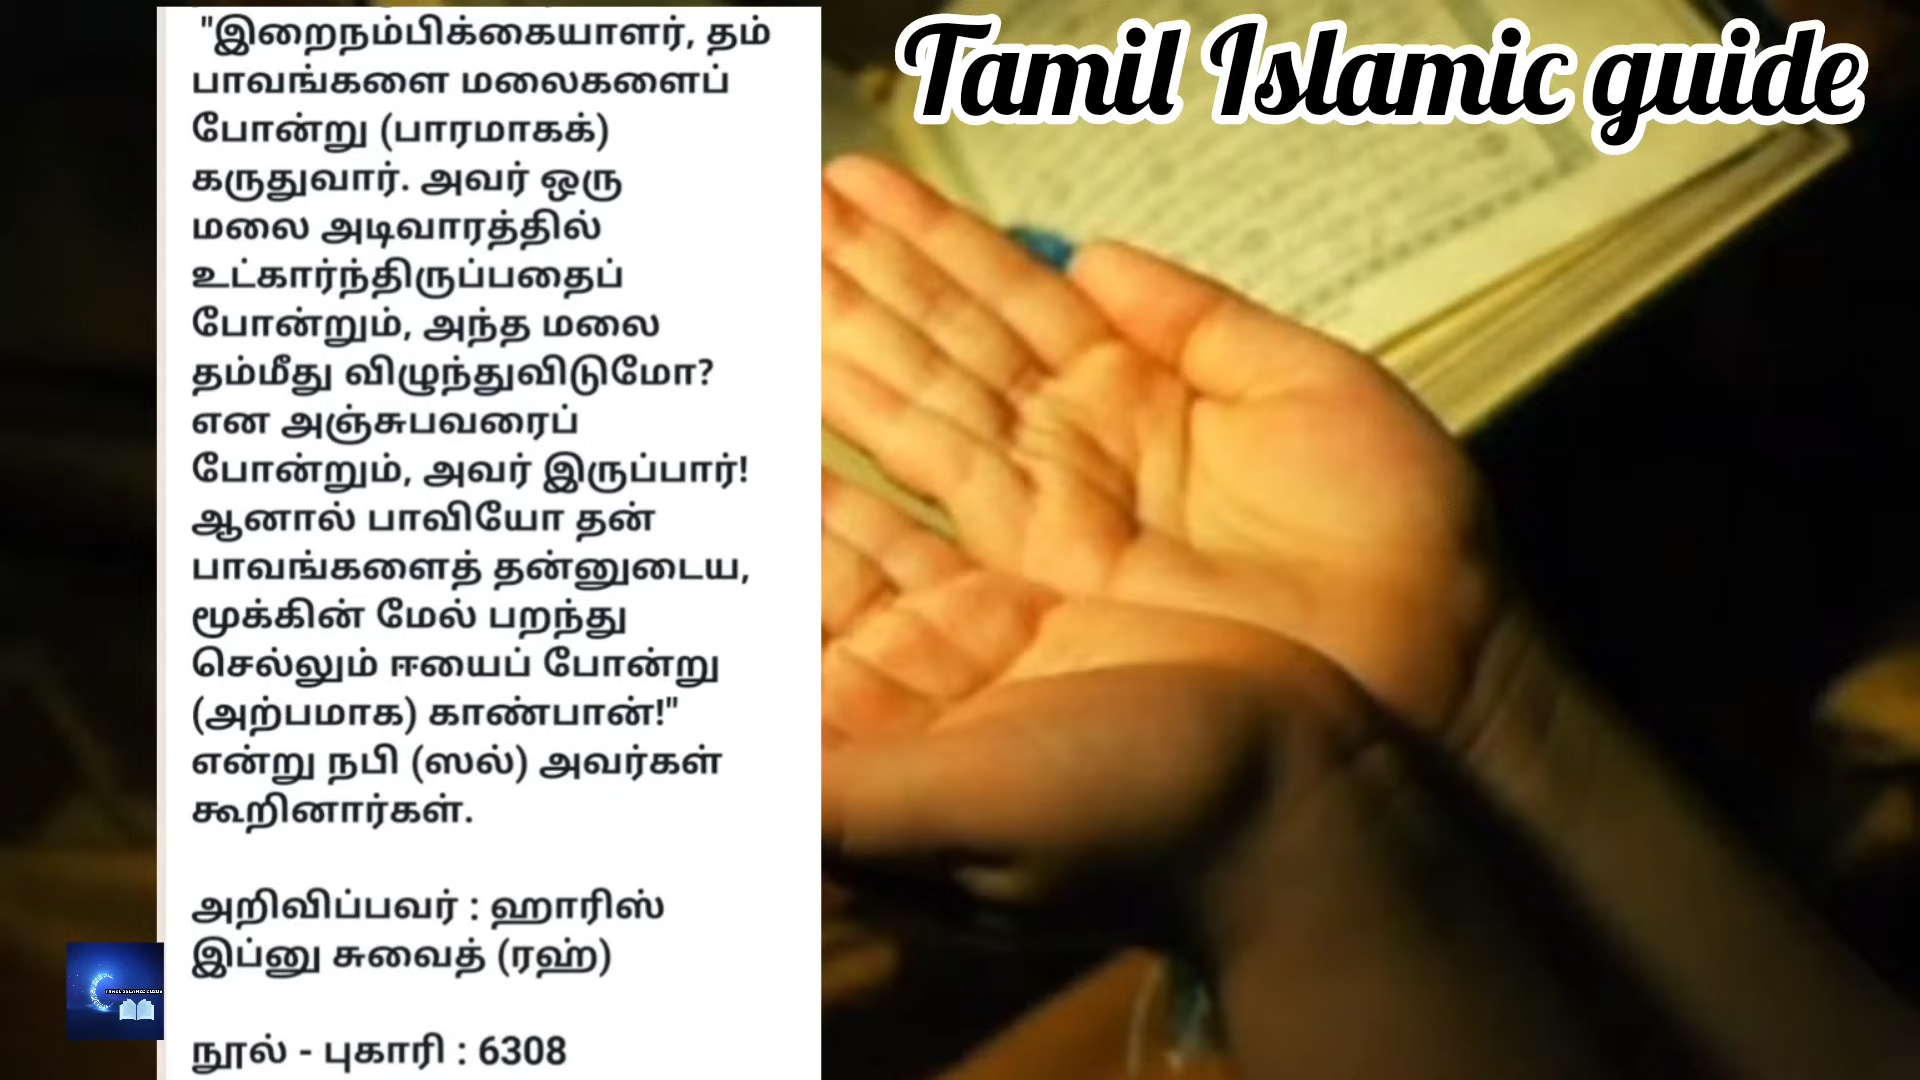 "இறைநம்பிக்கையாளர், தம்
பாவங்களை மலைகளைப்
போன்று (பாரமாகக்)
கருதுவார். அவர் ஒரு
மலை அடிவாரத்தில்
உட்கார்ந்திருப்பதைப்
போன்றும், அந்த மலை
தம்மீது விழுந்துவிடுமோ?
என அஞ்சுபவரைப்
போன்றும், அவர் இருப்பார்!
ஆனால் பாவியோ தன்
பாவங்களைத் தன்னுடைய,
மூக்கின் மேல் பறந்து
செல்லும் ஈயைப் போன்று
(அற்பமாக) காண்பான்!"
என்று நபி (ஸல்) அவர்கள்
கூறினார்கள்.
அறிவிப்பவர் : ஹாரிஸ்
இப்னு சுவைத் (ரஹ்)
நூல் - புகாரி : 6308
Tamil Islamic guide